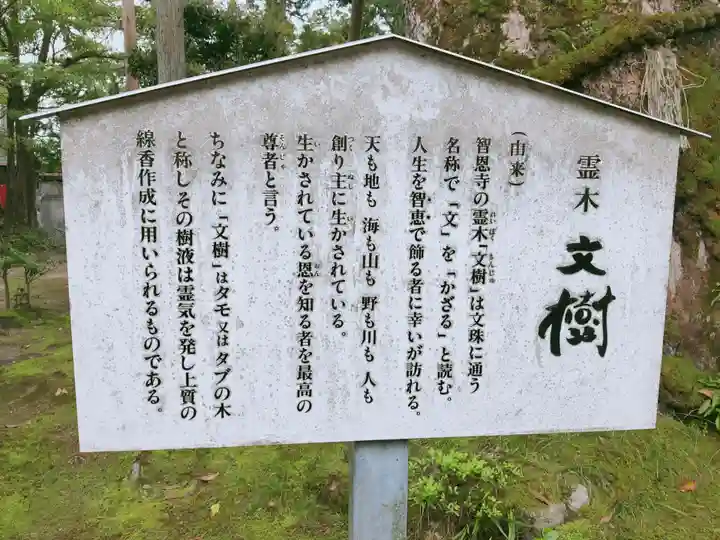 霊木 文樹
(由来)
智恩寺の霊木「文樹」は文珠に通う
名称で「文」を「かざる」と読む。
人生を智恵で飾る者に幸いが訪れる。
天も地も 海も山も 野も川も 人も
創り主に生かされている。
生かされている恩を知る者を最高の
尊者と言う。
ちなみに「文樹」はタモ又はタブの木
と称しその樹液は霊気を発し上質の
線香作成に用いられるものである。